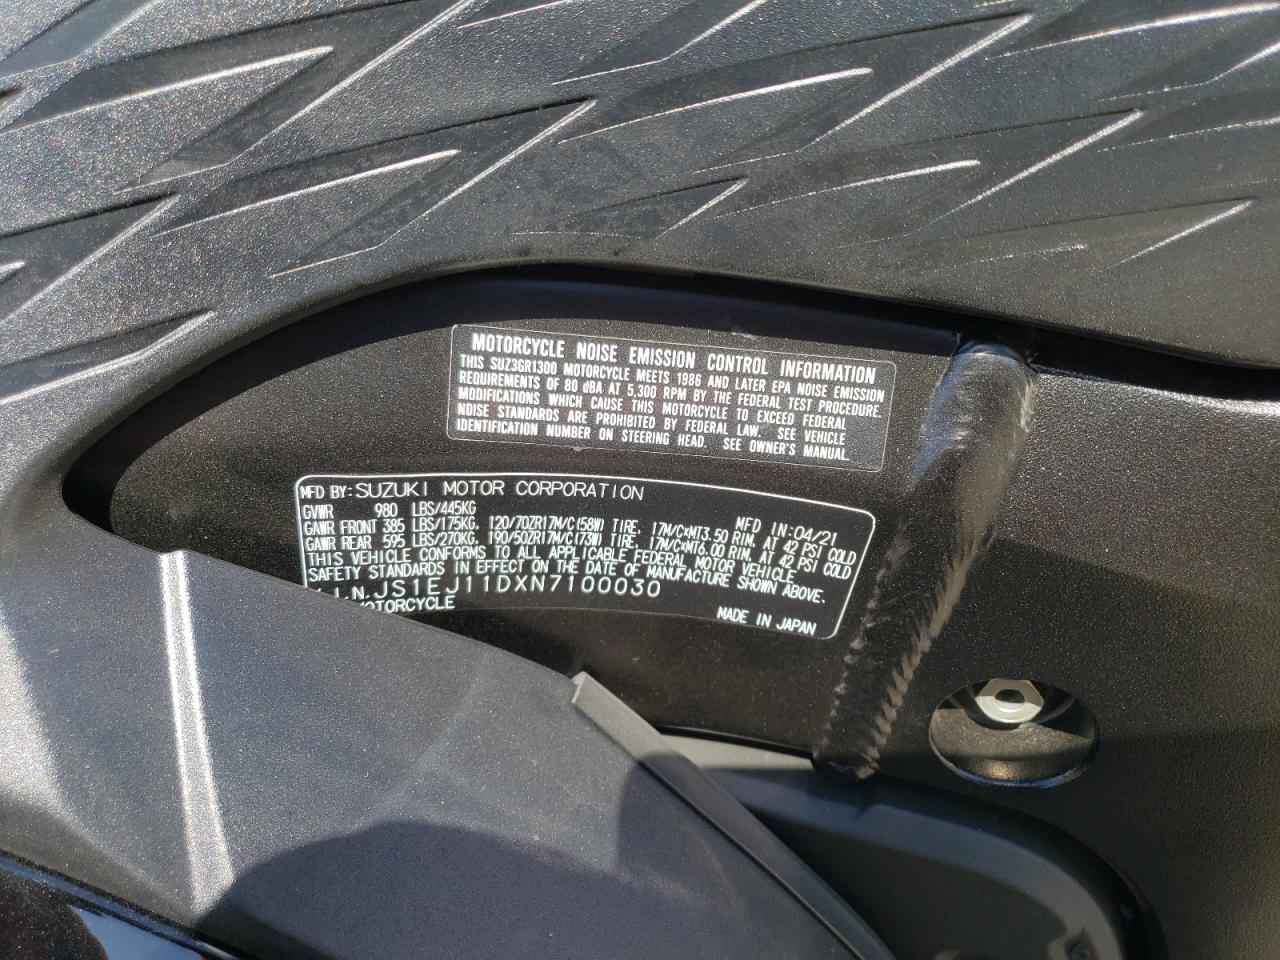 MOTORCYCLE NOISE EMISSION CONTROL INFORMATION
THIS SUZ3GR1300 MOTORCYCLE MEETS 1986 AND LATER EPA NOISE EMISSION
REQUIREMENTS OF 80 dBA AT 5,300 RPM BY THE FEDERAL TEST PROCEDURE.
MODIFICATIONS WHICH CAUSE THIS MOTORCYCLE TO EXCEED FEDERAL
NOISE STANDARDS ARE PROHIBITED BY FEDERAL LAW. SEE VEHICLE
IDENTIFICATION NUMBER ON STEERING HEAD. SEE OWNER'S MANUAL.
MFD BY: SUZUKI MOTOR CORPORATION
GVWR 980 LBS/445KG MFD IN:04/21
GAWR FRONT 385 LBS/175KG, 120/70ZR17M/C(58W) TIRE, 17M/C×MT3.50 RIM, AT 42 PSI COLD
GAWR REAR 595 LBS/270KG, 190/50ZR17M/C(73W) TIRE, 17M/C×MT6.00 RIM, AT 42 PSI COLD
THIS VEHICLE CONFORMS TO ALL APPLICABLE FEDERAL MOTOR VEHICLE
SAFETY STANDARDS IN EFFECT ON THE DATE OF MANUFACTURE SHOWN ABOVE.
.I.N.JS1EJ11DXN7100030
MOTORCYCLE MADE IN JAPAN